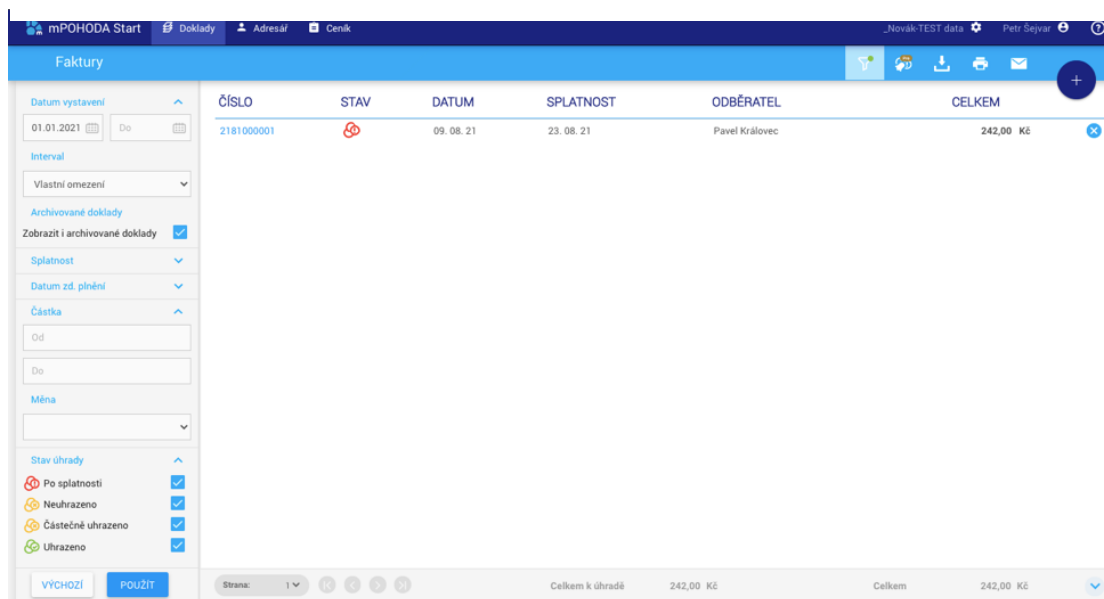 mPOHODA Start Doklady Adresář Ceník _Novák-TEST data Petr Šejvar
Faktury
Datum vystavení
01.01.2021 Do
Interval
Vlastní omezení
Archivované doklady
Zobrazit i archivované doklady
Splatnost
Datum zd. plnění
Částka
Od
Do
Měna
Stav úhrady
Po splatnosti
Neuhrazeno
Částečně uhrazeno
Uhrazeno
VÝCHOZÍ POUŽÍT
ČÍSLO STAV DATUM SPLATNOST ODBĚRATEL CELKEM
2181000001 09. 08. 21 23. 08. 21 Pavel Královec 242,00 Kč
Strana: 1 Celkem k úhradě 242,00 Kč Celkem 242,00 Kč